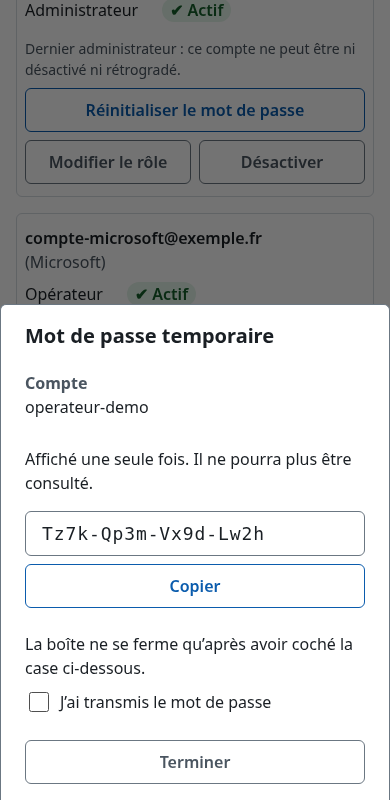 Administrateur ✔ Actif
Dernier administrateur : ce compte ne peut être ni
désactivé ni rétrogradé.
Réinitialiser le mot de passe
Modifier le rôle Désactiver
compte-microsoft@exemple.fr
(Microsoft)
Opérateur ✔ Actif
Mot de passe temporaire
Compte
operateur-demo
Affiché une seule fois. Il ne pourra plus être
consulté.
Tz7k-Qp3m-Vx9d-Lw2h
Copier
La boîte ne se ferme qu’après avoir coché la
case ci-dessous.
J’ai transmis le mot de passe
Terminer